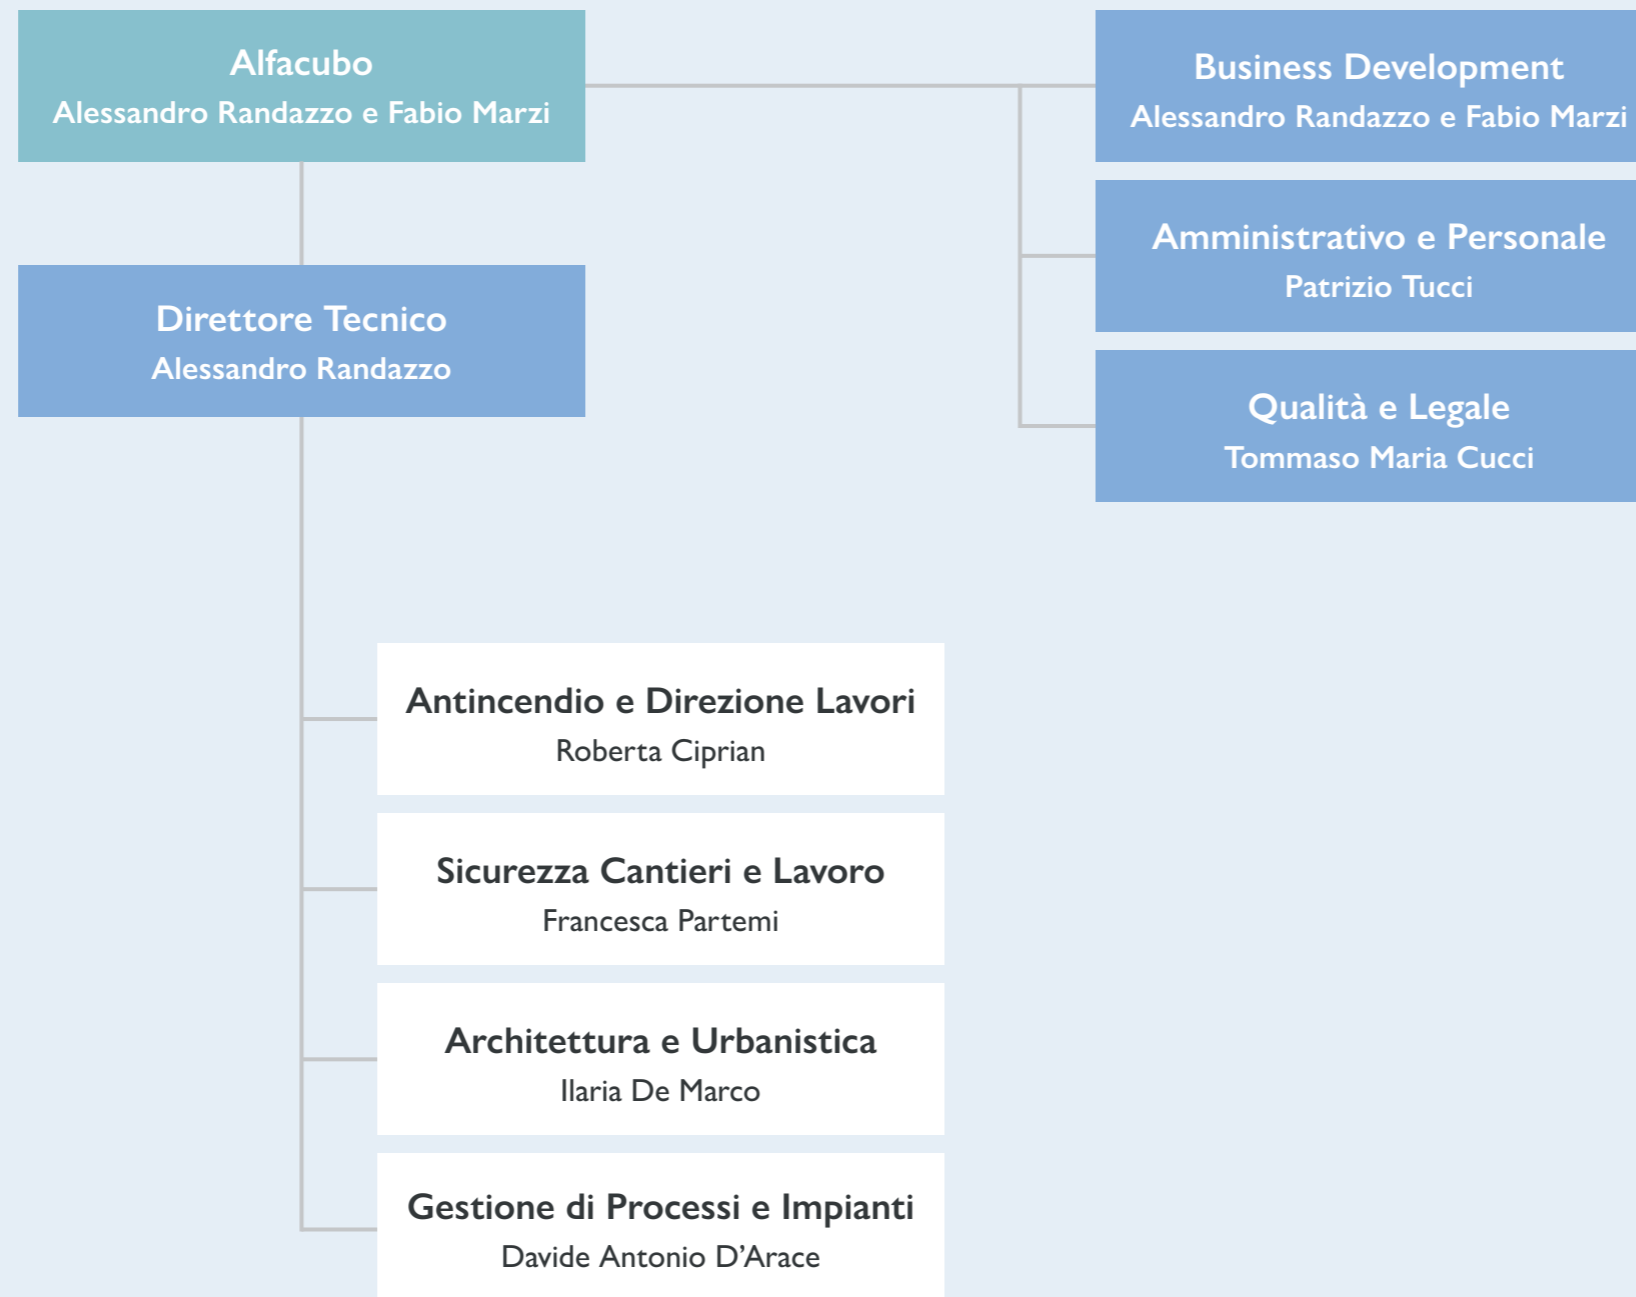 Alfacubo
Alessandro Randazzo e Fabio Marzi
Business Development
Alessandro Randazzo e Fabio Marzi
Amministrativo e Personale
Patrizio Tucci
Direttore Tecnico
Alessandro Randazzo
Qualità e Legale
Tommaso Maria Cucci
Antincendio e Direzione Lavori
Roberta Ciprian
Sicurezza Cantieri e Lavoro
Francesca Partemi
Architettura e Urbanistica
Ilaria De Marco
Gestione di Processi e Impianti
Davide Antonio D’Arace